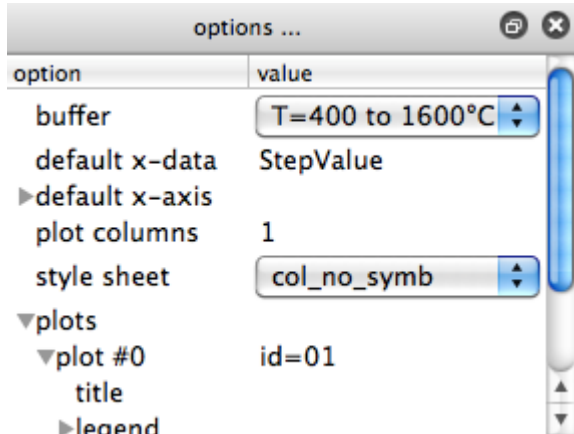 options ...
option value
buffer T=400 to 1600°C
default x-data StepValue
default x-axis
plot columns 1
style sheet col_no_symb
plots
plot #0 id=01
title
legend